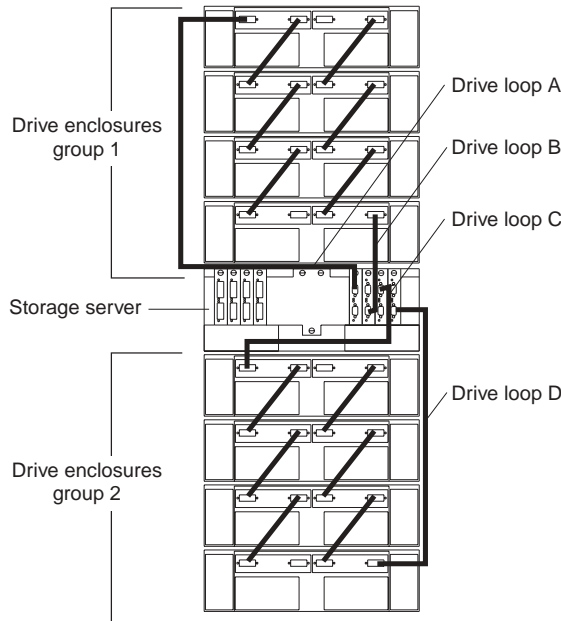 Drive loop A
Drive enclosures
group 1
Drive loop B
Drive loop C
Storage server
Drive loop D
Drive enclosures
group 2